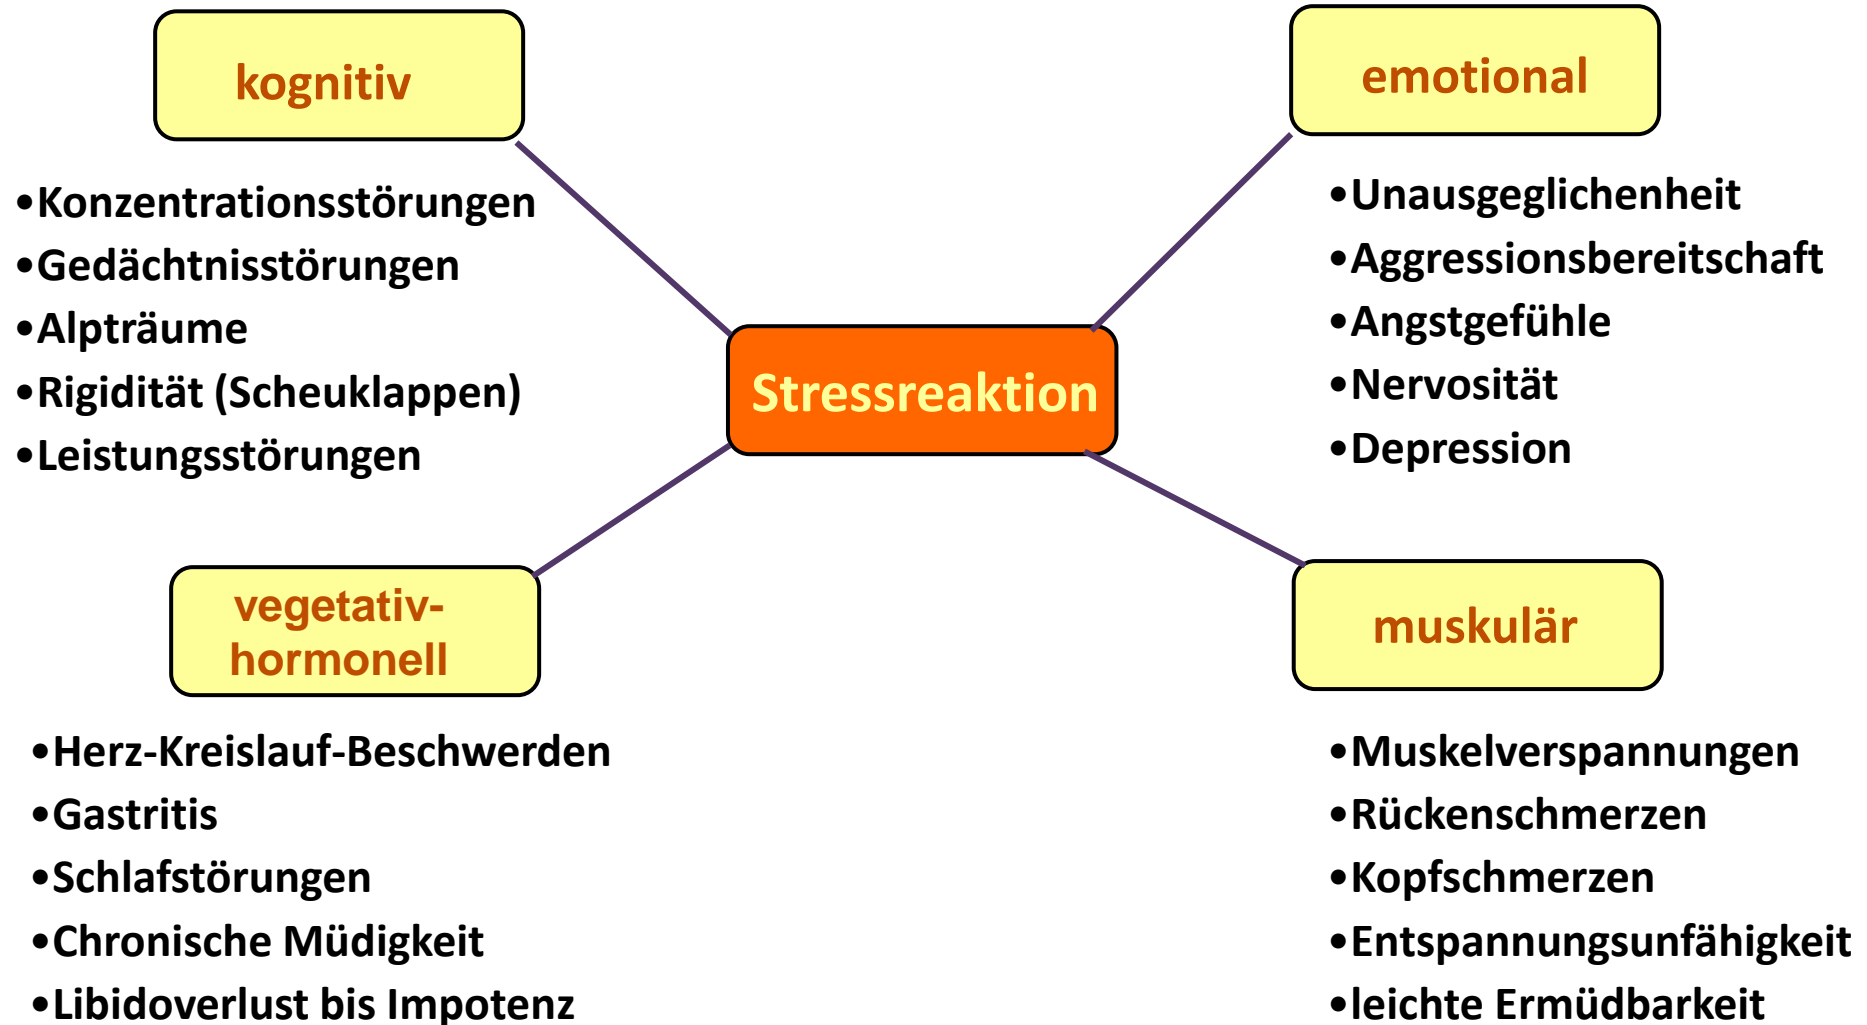 kognitiv
•Konzentrationsstörungen
•Gedächtnisstörungen
•Alpträume
•Rigidität (Scheuklappen)
•Leistungsstörungen
emotional
•Unausgeglichenheit
•Aggressionsbereitschaft
•Angstgefühle
•Nervosität
•Depression
Stressreaktion
vegetativ-
hormonell
•Herz-Kreislauf-Beschwerden
•Gastritis
•Schlafstörungen
•Chronische Müdigkeit
•Libidoverlust bis Impotenz
muskulär
•Muskelverspannungen
•Rückenschmerzen
•Kopfschmerzen
•Entspannungsunfähigkeit
•leichte Ermüdbarkeit